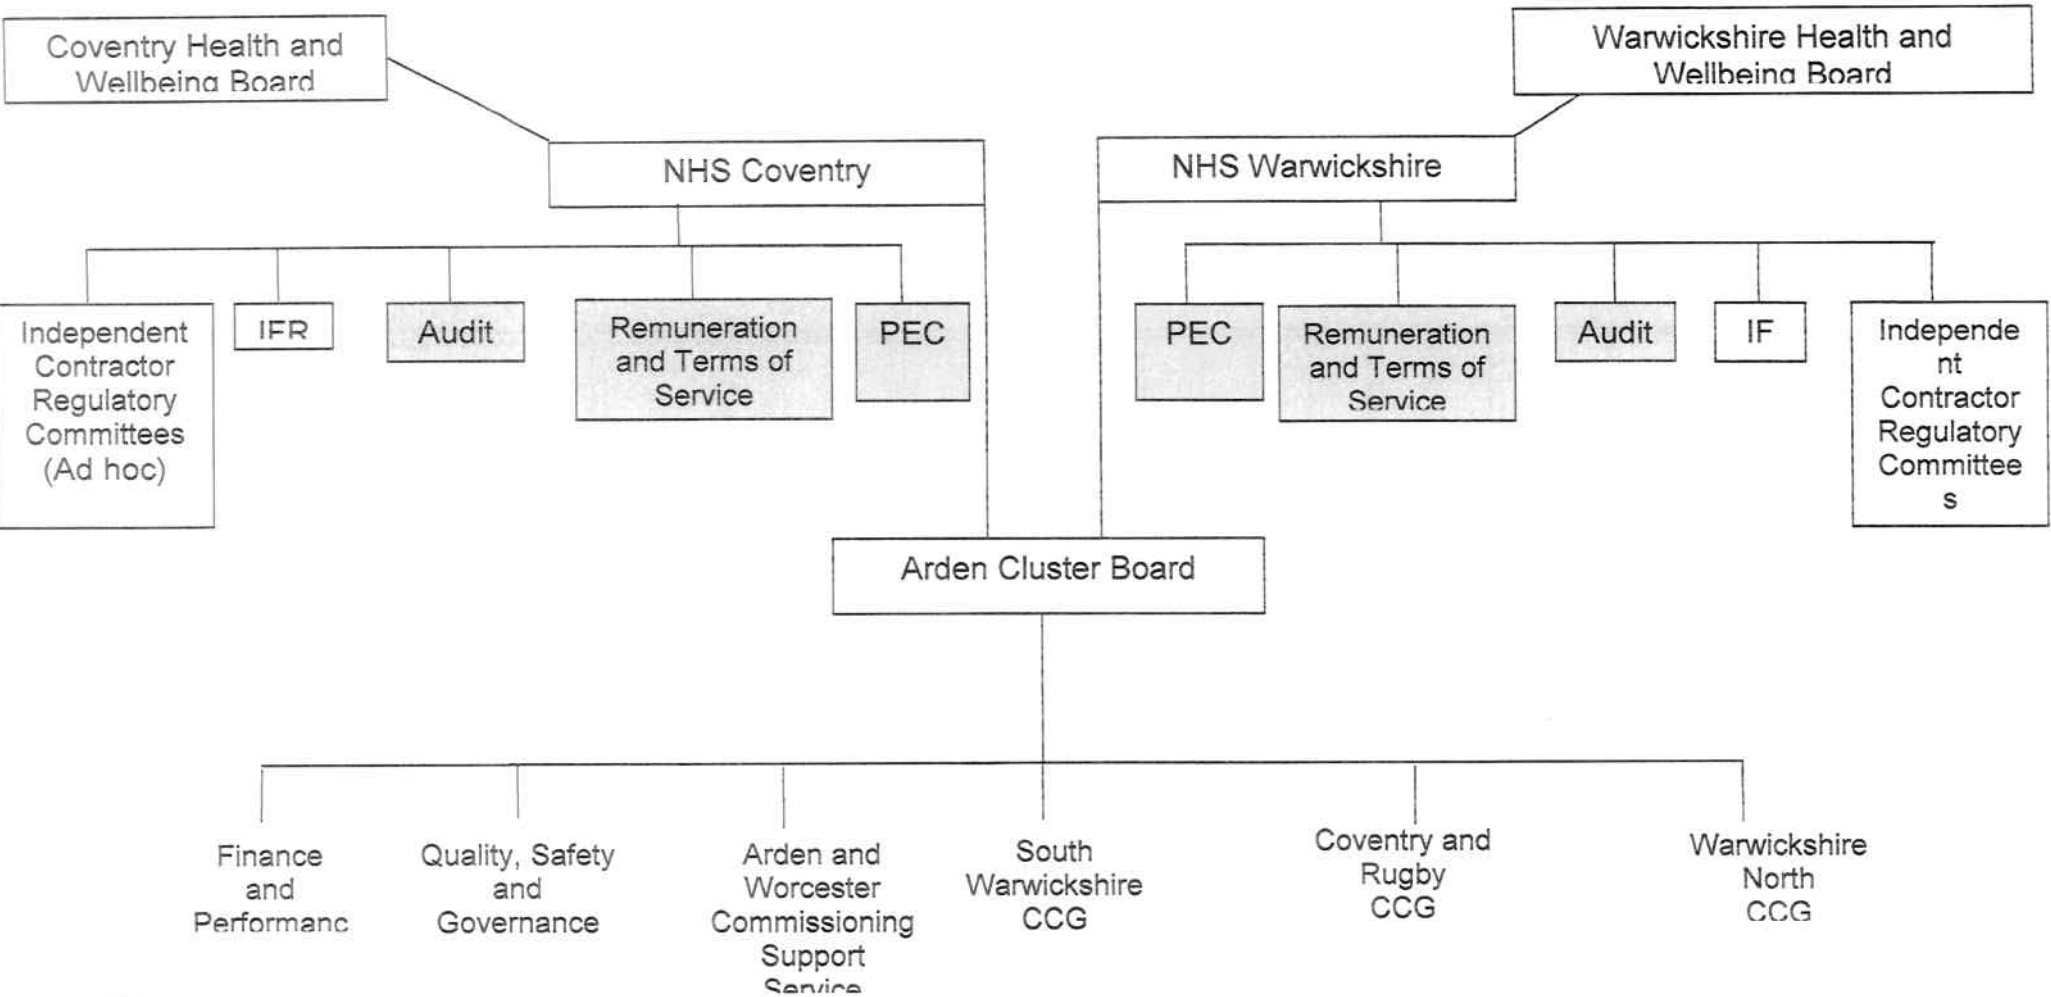 Coventry Health and
Wellbeing Board
Warwickshire Health and
Wellbeing Board
NHS Coventry
NHS Warwickshire
Independent
Contractor
Regulatory
Committees
(Ad hoc)
IFR
Audit
Remuneration
and Terms of
Service
PEC
PEC
Remuneration
and Terms of
Service
Audit
IF
Independe
nt
Contractor
Regulatory
Committee
s
Arden Cluster Board
Finance
and
Performanc
Quality, Safety
and
Governance
Arden and
Worcester
Commissioning
Support
Service
South
Warwickshire
CCG
Coventry and
Rugby
CCG
Warwickshire
North
CCG